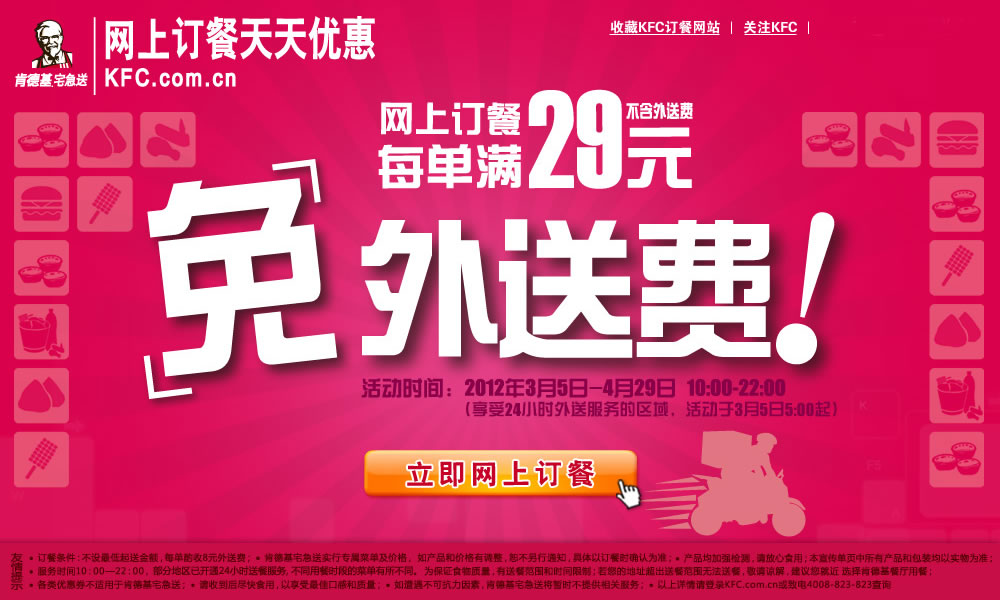 网上订餐天天优惠
收藏KFC订餐网站 | 关注KFC |
肯德基宅急送
KFC.com.cn
网上订餐
每单满29元
不含外送费
免外送费!
活动时间：2012年3月5日-4月29日 10:00-22:00
（享受24小时外送服务的区域，活动于3月5日5:00起）
K
F5
立即网上订餐
友情提示
• 订餐条件：不设最低起送金额，每单酌收8元外送费； • 肯德基宅急送实行专属菜单及价格，如产品和价格有调整，恕不另行通知，具体以订餐时确认为准； • 产品均加强检测，请放心食用；本宣传单页中所有产品和包装均以实物为准；
• 服务时间10:00—22:00，部分地区已开通24小时送餐服务，不同用餐时段的菜单有所不同。为保证食物质量，有送餐范围和时间限制；若您的地址超出送餐范围无法送餐，敬请谅解，建议您就近 选择肯德基餐厅用餐；
• 各类优惠券不适用于肯德基宅急送； • 请收到后尽快食用，以享受最佳口感和质量； • 如遭遇不可抗力因素，肯德基宅急送将暂时不提供相关服务； • 以上详情请登录KFC.com.cn或致电4008-823-823查询